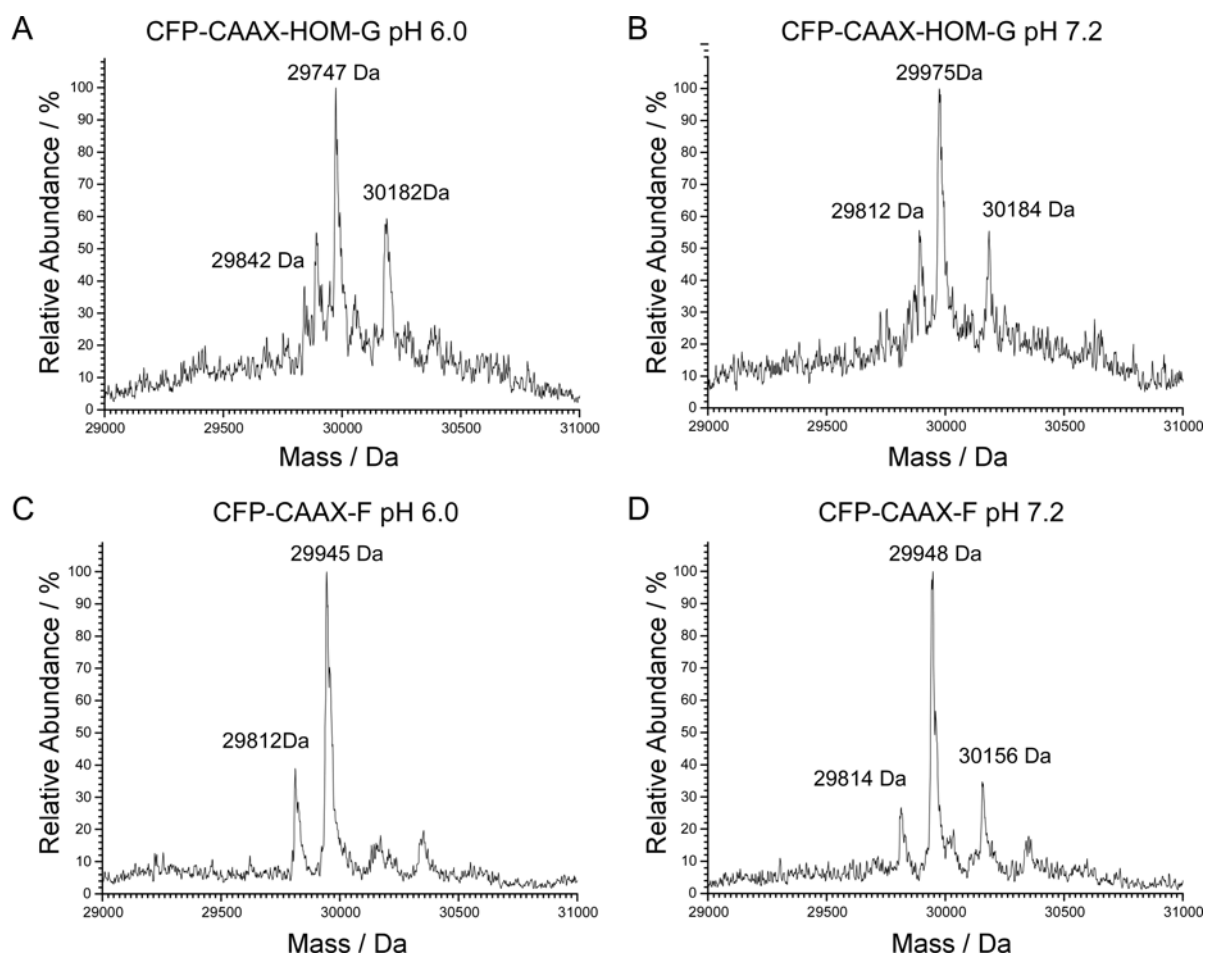 A
CFP-CAAX-HOM-G pH 6.0
Relative Abundance / %
100
90
80
70
60
50
40
30
20
10
0
29747 Da
30182Da
29842 Da
29000
29500
30000
30500
31000
Mass / Da
B
CFP-CAAX-HOM-G pH 7.2
Relative Abundance / %
100
90
80
70
60
50
40
30
20
10
0
29975Da
29812 Da
30184 Da
29000
29500
30000
30500
31000
Mass / Da
C
CFP-CAAX-F pH 6.0
Relative Abundance / %
100
90
80
70
60
50
40
30
20
10
0
29945 Da
29812Da
29000
29500
30000
30500
31000
Mass / Da
D
CFP-CAAX-F pH 7.2
Relative Abundance / %
100
90
80
70
60
50
40
30
20
10
0
29948 Da
29814 Da
30156 Da
29000
29500
30000
30500
31000
Mass / Da